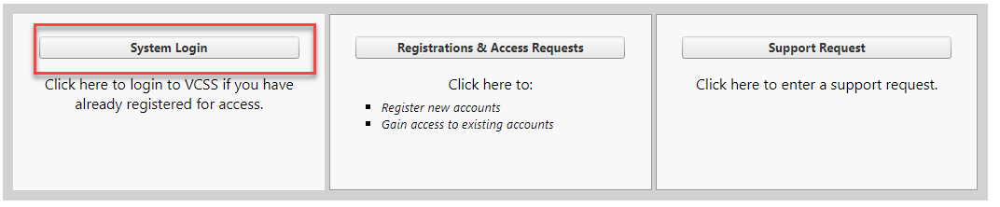 System Login
Click here to login to VCSS if you have
already registered for access.
Registrations & Access Requests
Click here to:
Register new accounts
Gain access to existing accounts
Support Request
Click here to enter a support request.